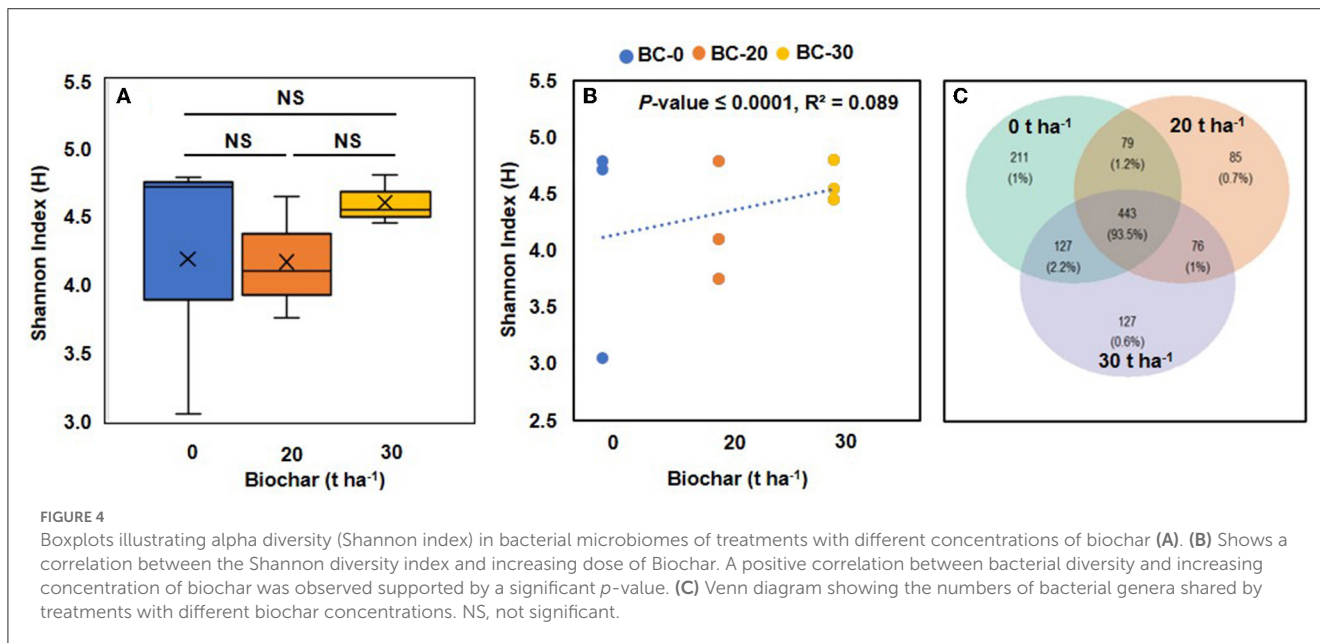 BC-0 BC-20 BC-30
A
5.5
5.0
4.5
4.0
3.5
3.0
Shannon Index (H)
NS
NS NS
0 20 30
Biochar (t ha-1)
B
5.5
5.0
4.5
4.0
3.5
3.0
2.5
Shannon Index (H)
P-value ≤ 0.0001, R² = 0.089
0 20 30
Biochar (t ha-1)
C
0 t ha-1
20 t ha-1
211
(1%)
79
(1.2%)
85
(0.7%)
443
(93.5%)
127
(2.2%)
76
(1%)
127
(0.6%)
30 t ha-1
FIGURE 4
Boxplots illustrating alpha diversity (Shannon index) in bacterial microbiomes of treatments with different concentrations of biochar (A). (B) Shows a
correlation between the Shannon diversity index and increasing dose of Biochar. A positive correlation between bacterial diversity and increasing
concentration of biochar was observed supported by a significant p-value. (C) Venn diagram showing the numbers of bacterial genera shared by
treatments with different biochar concentrations. NS, not significant.